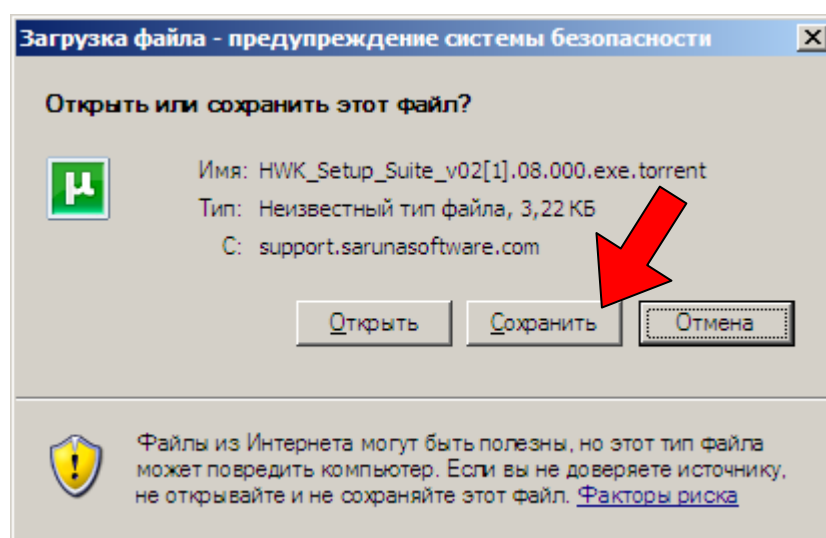 Загрузка файла - предупреждение системы безопасности
Открыть или сохранить этот файл?
µ
Имя: HWK_Setup_Suite_v02[1].08.000.exe.torrent
Тип: Неизвестный тип файла, 3,22 КБ
С: support.sarunasoftware.com
Открыть Сохранить Отмена
Файлы из Интернета могут быть полезны, но этот тип файла
может повредить компьютер. Если вы не доверяете источнику,
не открывайте и не сохраняйте этот файл. Факторы риска